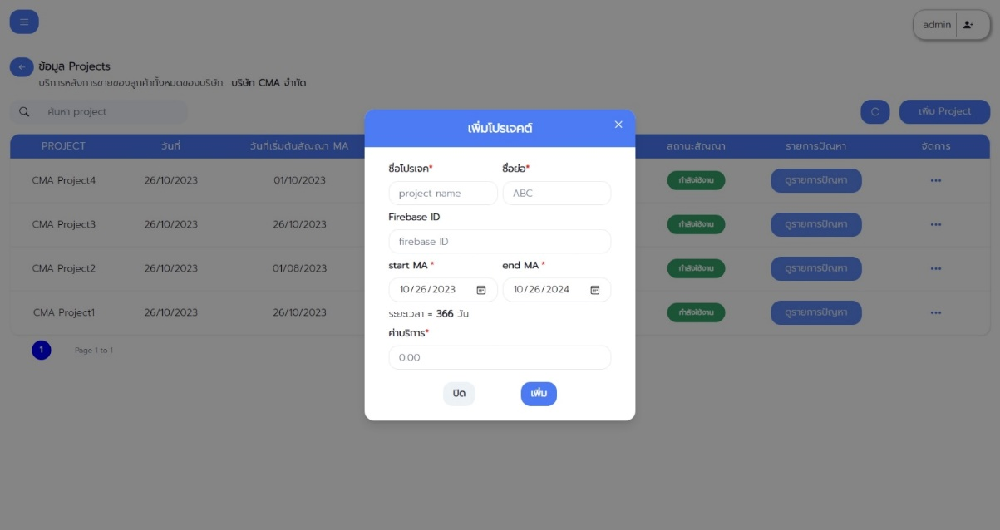 admin
ข้อมูล Projects
บริการหลังการขายของลูกค้าทั้งหมดของบริษัท บริษัท CMA จำกัด
ค้นหา project
เพิ่ม Project
PROJECT วันที่ วันที่เริ่มต้นสัญญา MA สถานะสัญญา รายการปัญหา จัดการ
CMA Project4 26/10/2023 01/10/2023 กำลังใช้งาน ดูรายการปัญหา
CMA Project3 26/10/2023 26/10/2023 กำลังใช้งาน ดูรายการปัญหา
CMA Project2 26/10/2023 01/08/2023 กำลังใช้งาน ดูรายการปัญหา
CMA Project1 26/10/2023 26/10/2023 กำลังใช้งาน ดูรายการปัญหา
1 Page 1 to 1
เพิ่มโปรเจคต์
ชื่อโปรเจค* ชื่อย่อ*
project name ABC
Firebase ID
firebase ID
start MA * end MA *
10/26/2023 10/26/2024
ระยะเวลา = 366 วัน
ค่าบริการ*
0.00
ปิด เพิ่ม